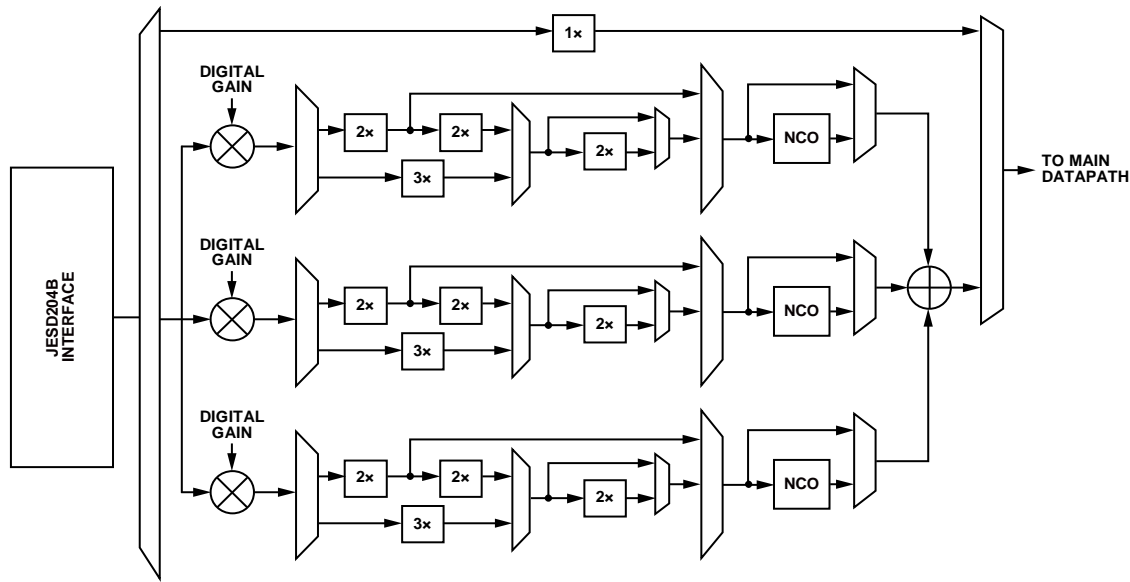 1×
DIGITAL
GAIN
2×
2×
2×
3×
NCO
TO MAIN
DATAPATH
JESD204B
INTERFACE
DIGITAL
GAIN
2×
2×
2×
3×
NCO
DIGITAL
GAIN
2×
2×
2×
3×
NCO